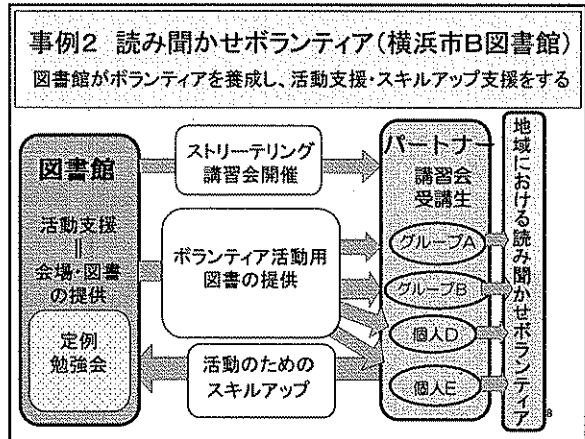 事例2 読み聞かせボランティア(横浜市B図書館)
図書館がボランティアを養成し、活動支援・スキルアップ支援をする
図書館
活動支援
||
会場・図書
の提供
定例
勉強会
ストリーテリング
講習会開催
ボランティア活動用
図書の提供
活動のための
スキルアップ
パートナー
講習会
受講生
グループA
グループB
個人D
個人E
地域における読み聞かせボランティア
8